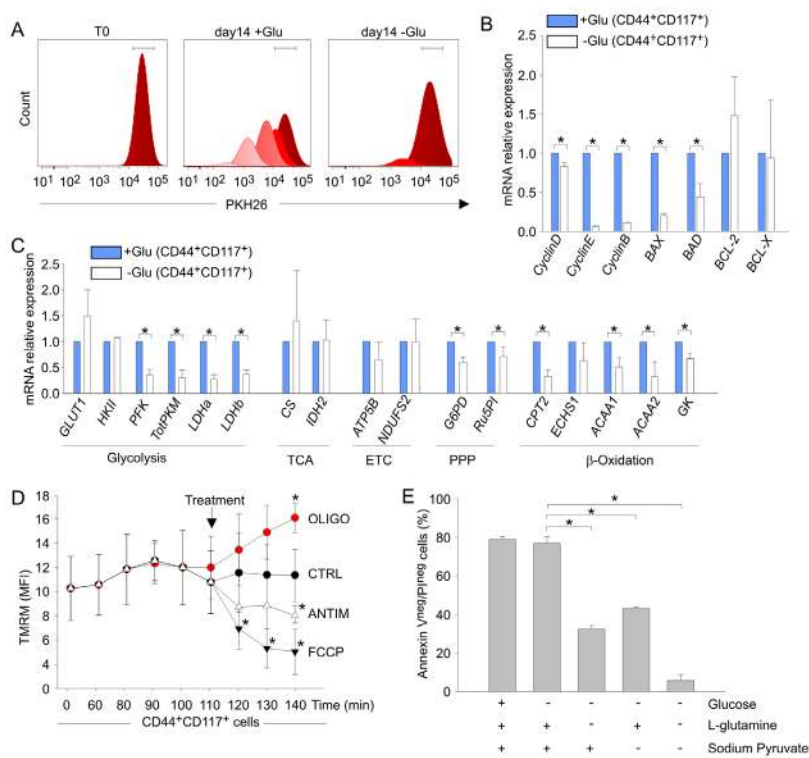 A
T0
day14 +Glu
day14 -Glu
Count
10¹ 10² 10³ 10⁴ 10⁵
10¹ 10² 10³ 10⁴ 10⁵
10¹ 10² 10³ 10⁴ 10⁵
PKH26
B
+Glu (CD44⁺CD117⁺)
-Glu (CD44⁺CD117⁺)
mRNA relative expression
2.5
2.0
1.5
1.0
0.5
0.0
* * * * *
CyclinD
CyclinE
CyclinB
BAX
BAD
BCL-2
BCL-X
C
+Glu (CD44⁺CD117⁺)
-Glu (CD44⁺CD117⁺)
mRNA relative expression
2.5
2.0
1.5
1.0
0.5
0.0
* * * * * * * * * *
GLUT1
HKII
PFK
TotPKM
LDHa
LDHb
CS
IDH2
ATP5B
NDUFS2
G6PD
Ru5PI
CPT2
ECHS1
ACAA1
ACAA2
GK
Glycolysis
TCA
ETC
PPP
β-Oxidation
D
TMRM (MFI)
18
16
14
12
10
8
6
4
2
0
Treatment
*
OLIGO
CTRL
ANTIM *
FCCP
* * *
0 60 80 90 100 110 120 130 140 Time (min)
CD44⁺CD117⁺ cells
E
Annexin Vⁿᵉᵍ/PIⁿᵉᵍ cells (%)
100
80
60
40
20
0
*
*
*
+ - - - - Glucose
+ + - + - L-glutamine
+ + + - - Sodium Pyruvate